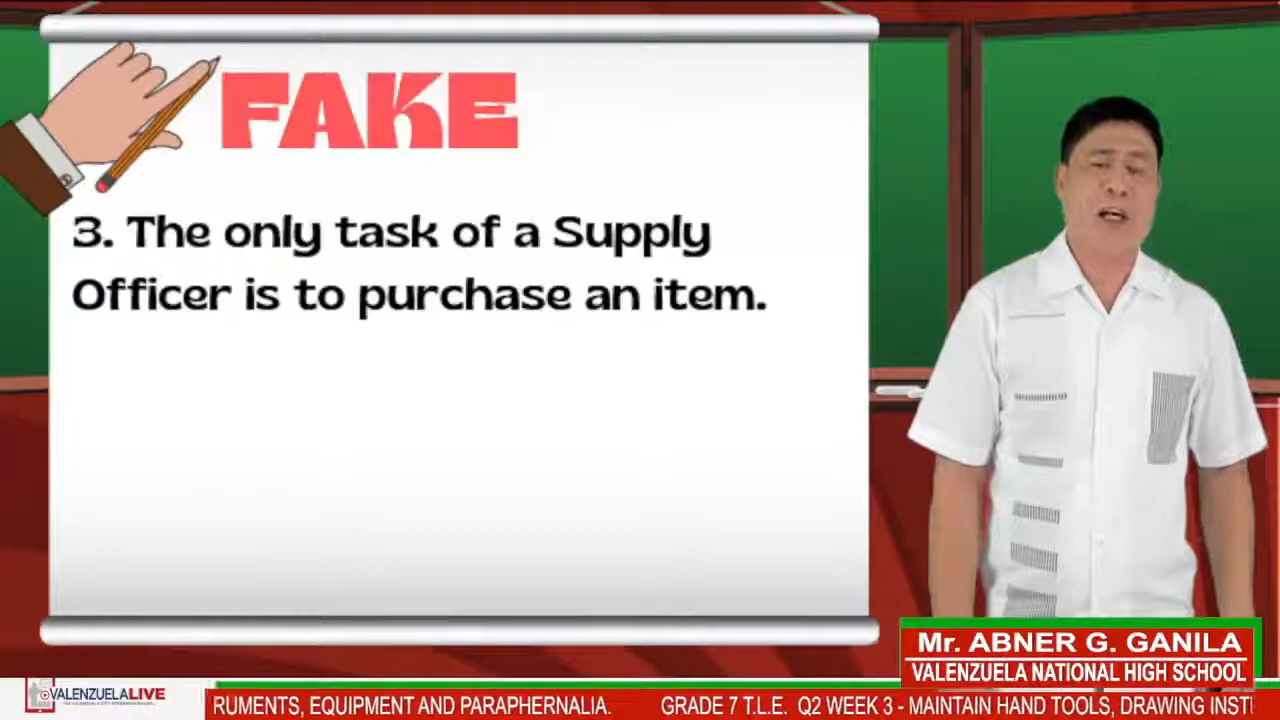 FAKE
3. The only task of a Supply
Officer is to purchase an item.
Mr. ABNER G. GANILA
VALENZUELA NATIONAL HIGH SCHOOL
VALENZUELALIVE
RUMENTS, EQUIPMENT AND PARAPHERNALIA. GRADE 7 T.L.E. Q2 WEEK 3 - MAINTAIN HAND TOOLS, DRAWING INST